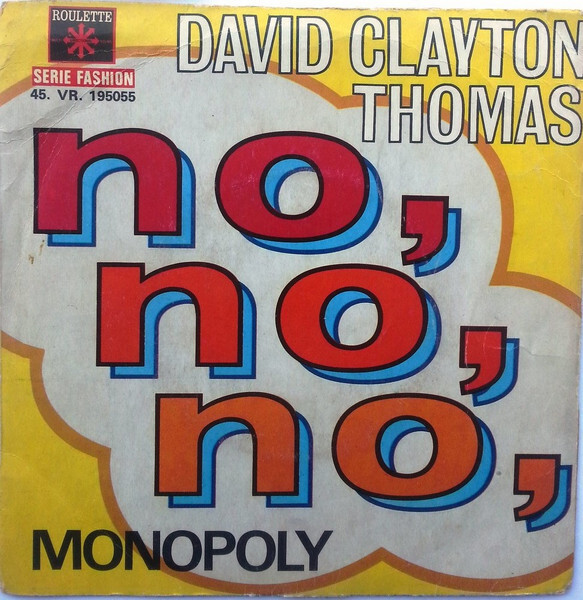 ROULETTE
SERIE FASHION
45. VR. 195055
DAVID CLAYTON
THOMAS
no,
no,
no,
MONOPOLY